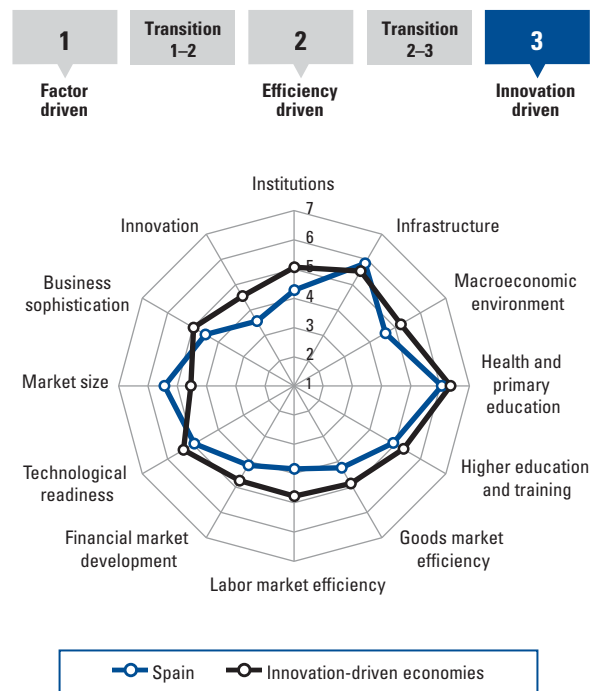 1
Transition
1–2
2
Transition
2–3
3
Factor
driven
Efficiency
driven
Innovation
driven
Institutions
7
6
5
4
3
2
1
Infrastructure
Macroeconomic
environment
Health and
primary
education
Higher education
and training
Goods market
efficiency
Labor market efficiency
Financial market
development
Technological
readiness
Market size
Business
sophistication
Innovation
Spain
Innovation-driven economies